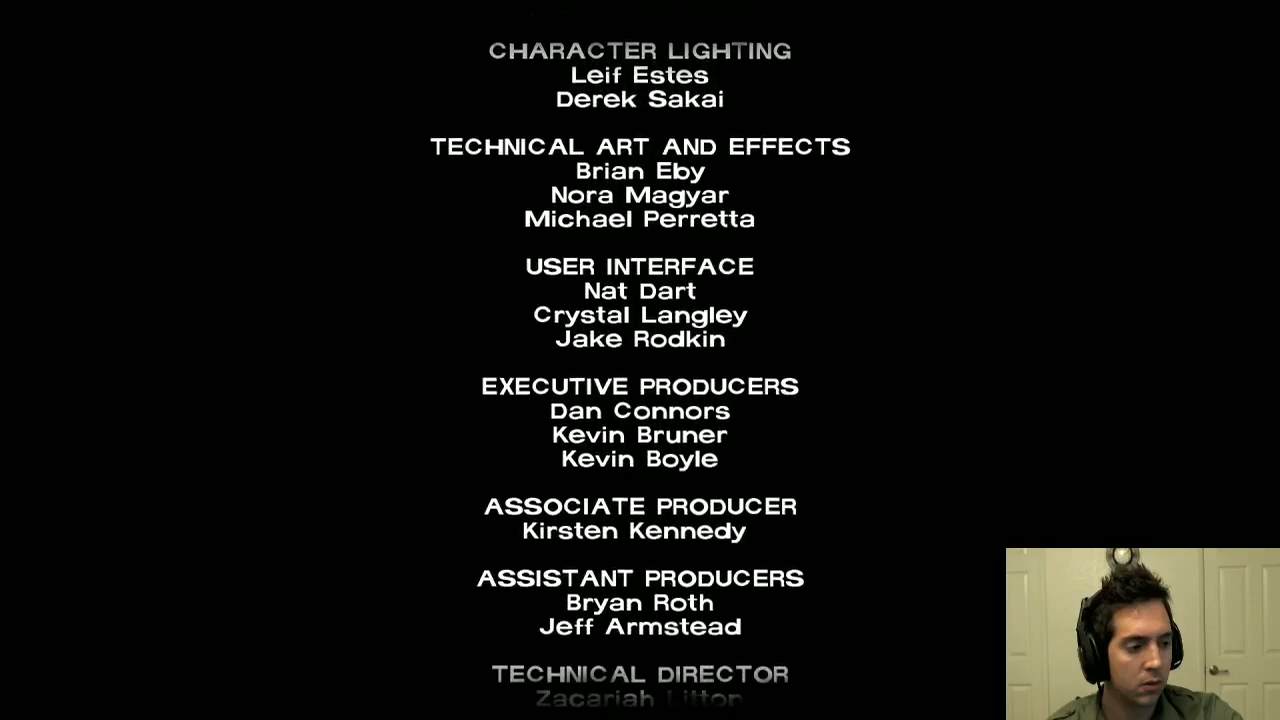 CHARACTER LIGHTING
Leif Estes
Derek Sakai
TECHNICAL ART AND EFFECTS
Brian Eby
Nora Magyar
Michael Perretta
USER INTERFACE
Nat Dart
Crystal Langley
Jake Rodkin
EXECUTIVE PRODUCERS
Dan Connors
Kevin Bruner
Kevin Boyle
ASSOCIATE PRODUCER
Kirsten Kennedy
ASSISTANT PRODUCERS
Bryan Roth
Jeff Armstead
TECHNICAL DIRECTOR
Zacariah Litton